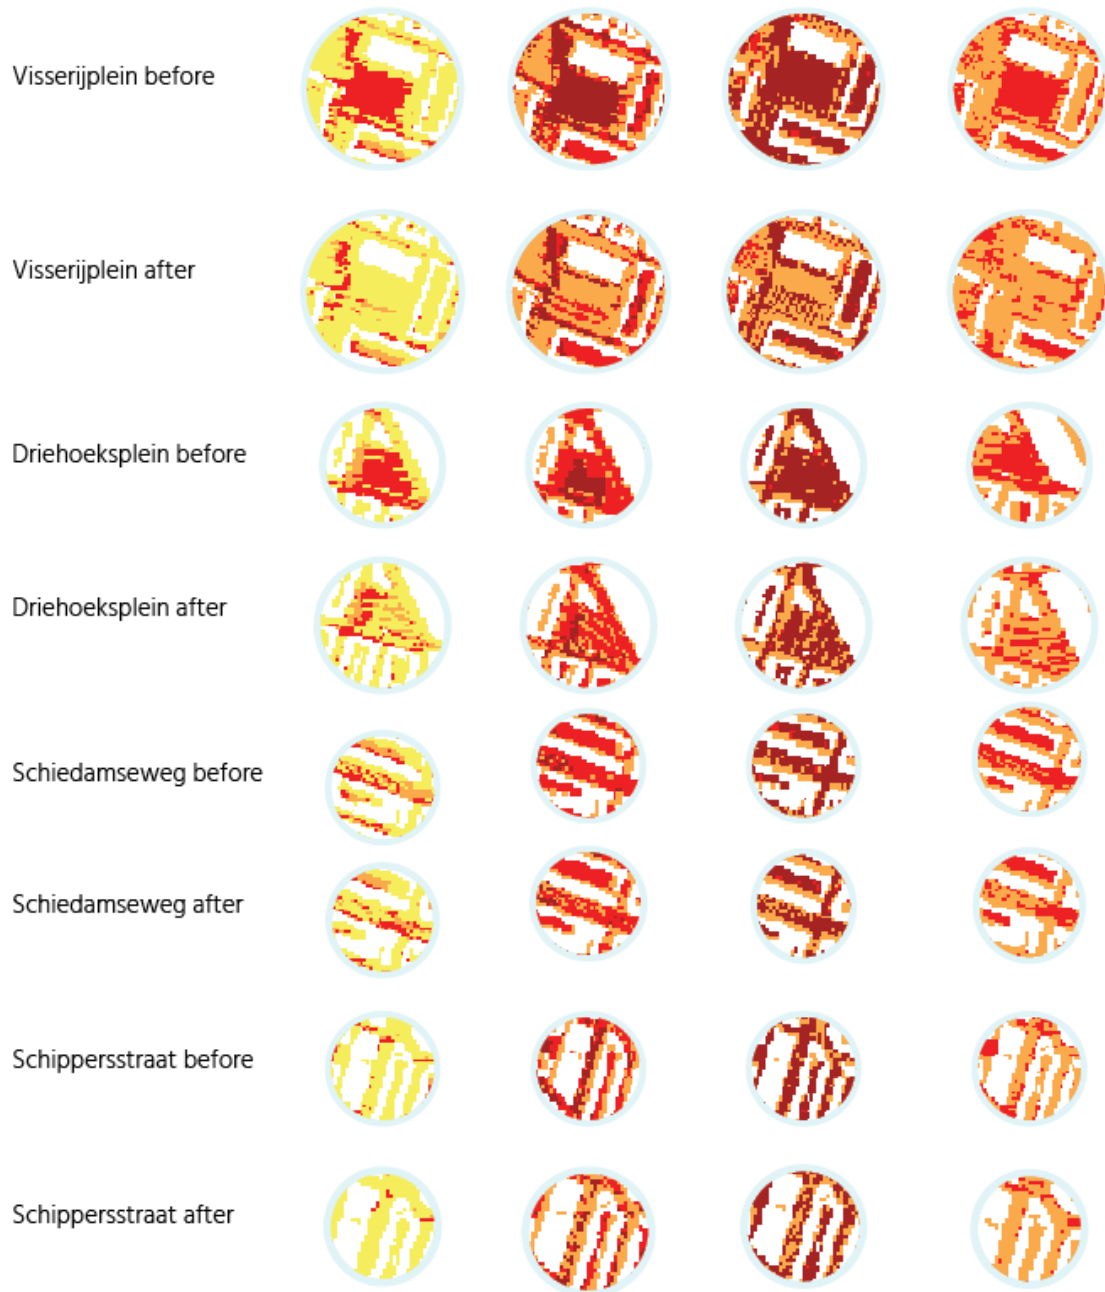 Visserijplein before
Visserijplein after
Driehoeksplein before
Driehoeksplein after
Schiedamseweg before
Schiedamseweg after
Schippersstraat before
Schippersstraat after